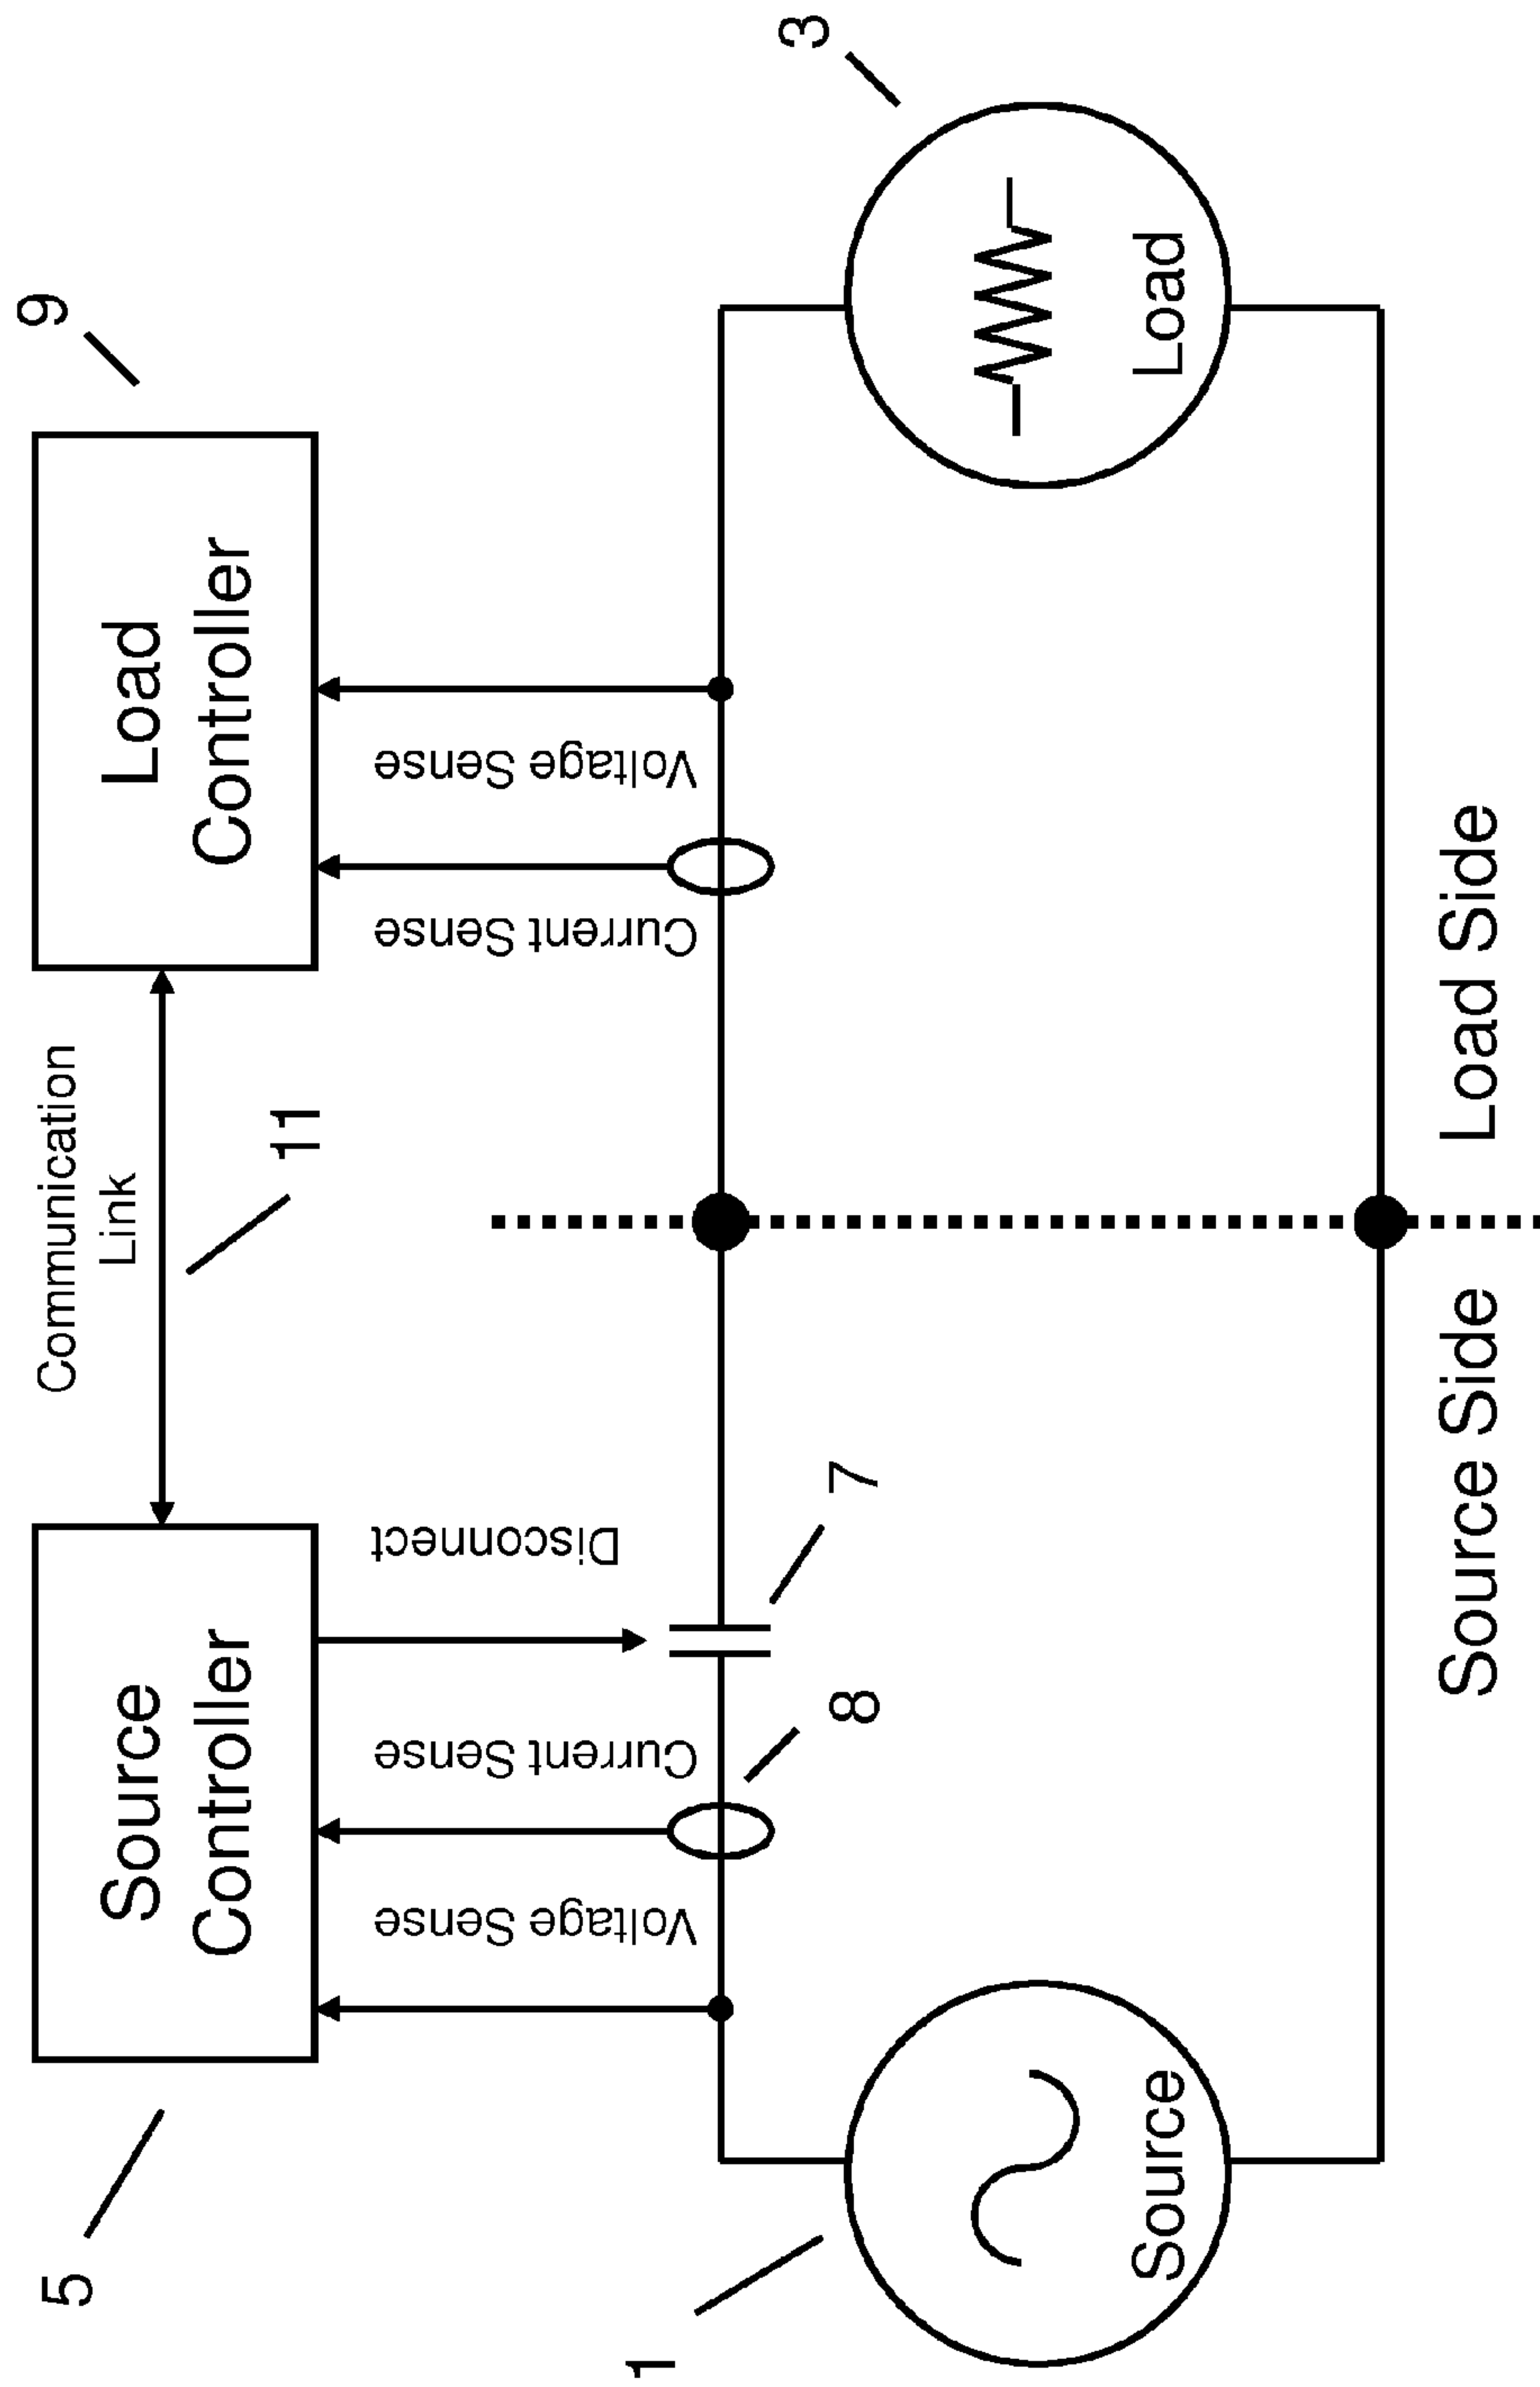 5
Source
Controller
Communication
Link
11
Load
Controller
9
Voltage Sense
Current Sense
Disconnect
Current Sense
Voltage Sense
8
7
1
Source
3
Load
Source Side
Load Side